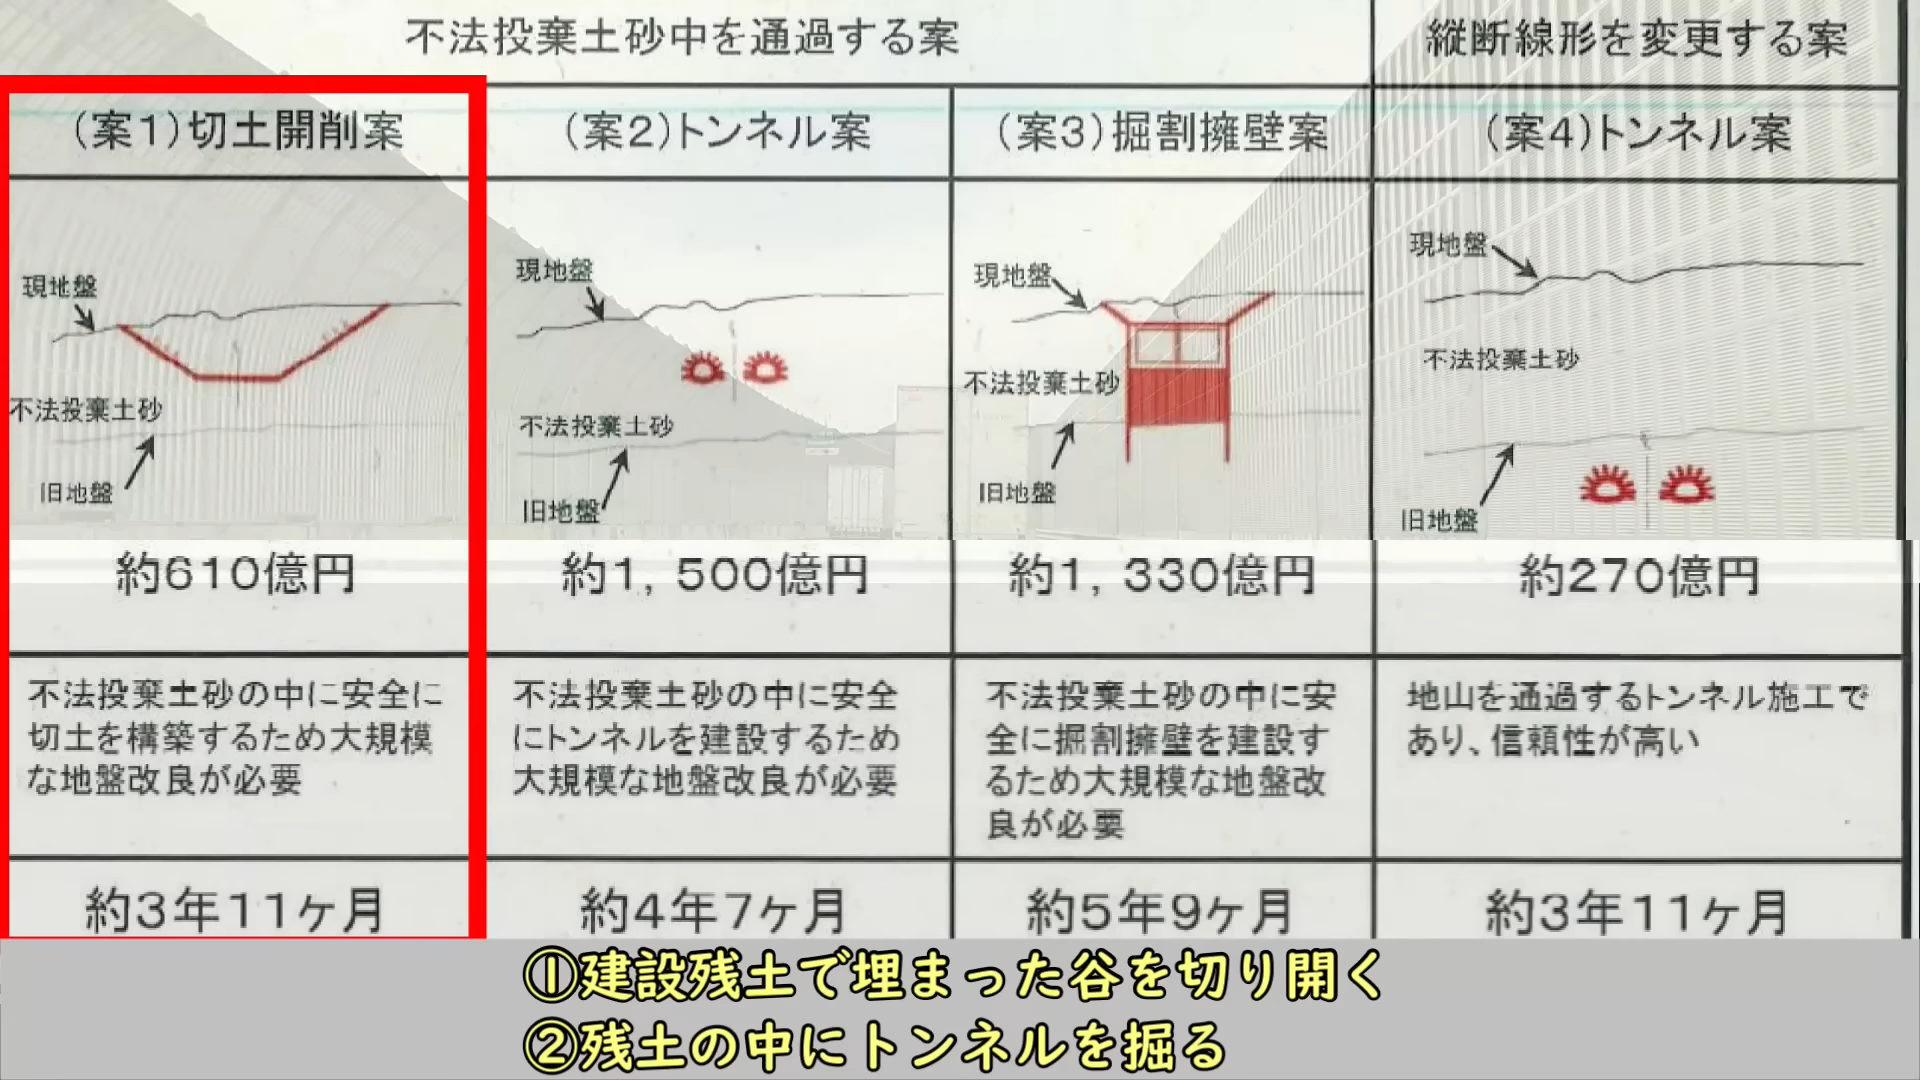 不法投棄土砂中を通過する案
縦断線形を変更する案
（案1）切土開削案
（案2）トンネル案
（案3）掘割擁壁案
（案4）トンネル案
現地盤
不法投棄土砂
旧地盤
現地盤
不法投棄土砂
旧地盤
現地盤
不法投棄土砂
旧地盤
現地盤
不法投棄土砂
旧地盤
約610億円
約1，500億円
約1，330億円
約270億円
不法投棄土砂の中に安全に
切土を構築するため大規模
な地盤改良が必要
不法投棄土砂の中に安全
にトンネルを建設するため
大規模な地盤改良が必要
不法投棄土砂の中に安
全に掘割擁壁を建設す
るため大規模な地盤改
良が必要
地山を通過するトンネル施工で
あり、信頼性が高い
約3年11ヶ月
約4年7ヶ月
約5年9ヶ月
約3年11ヶ月
①建設残土で埋まった谷を切り開く
②残土の中にトンネルを掘る